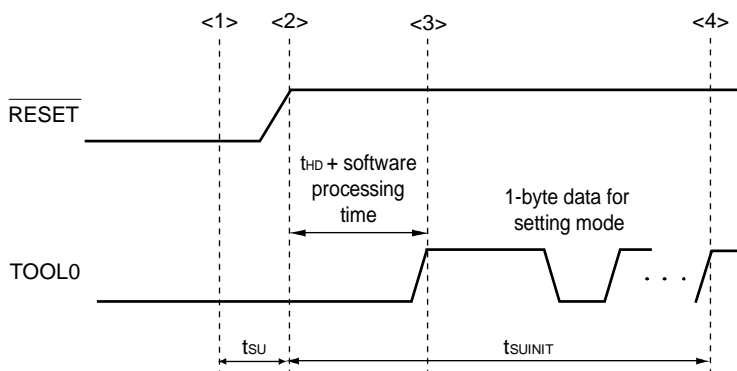 <1> <2> <3> <4>
RESET
tHD + software
processing
time
1-byte data for
setting mode
TOOL0
. . .
tSU tSUINIT